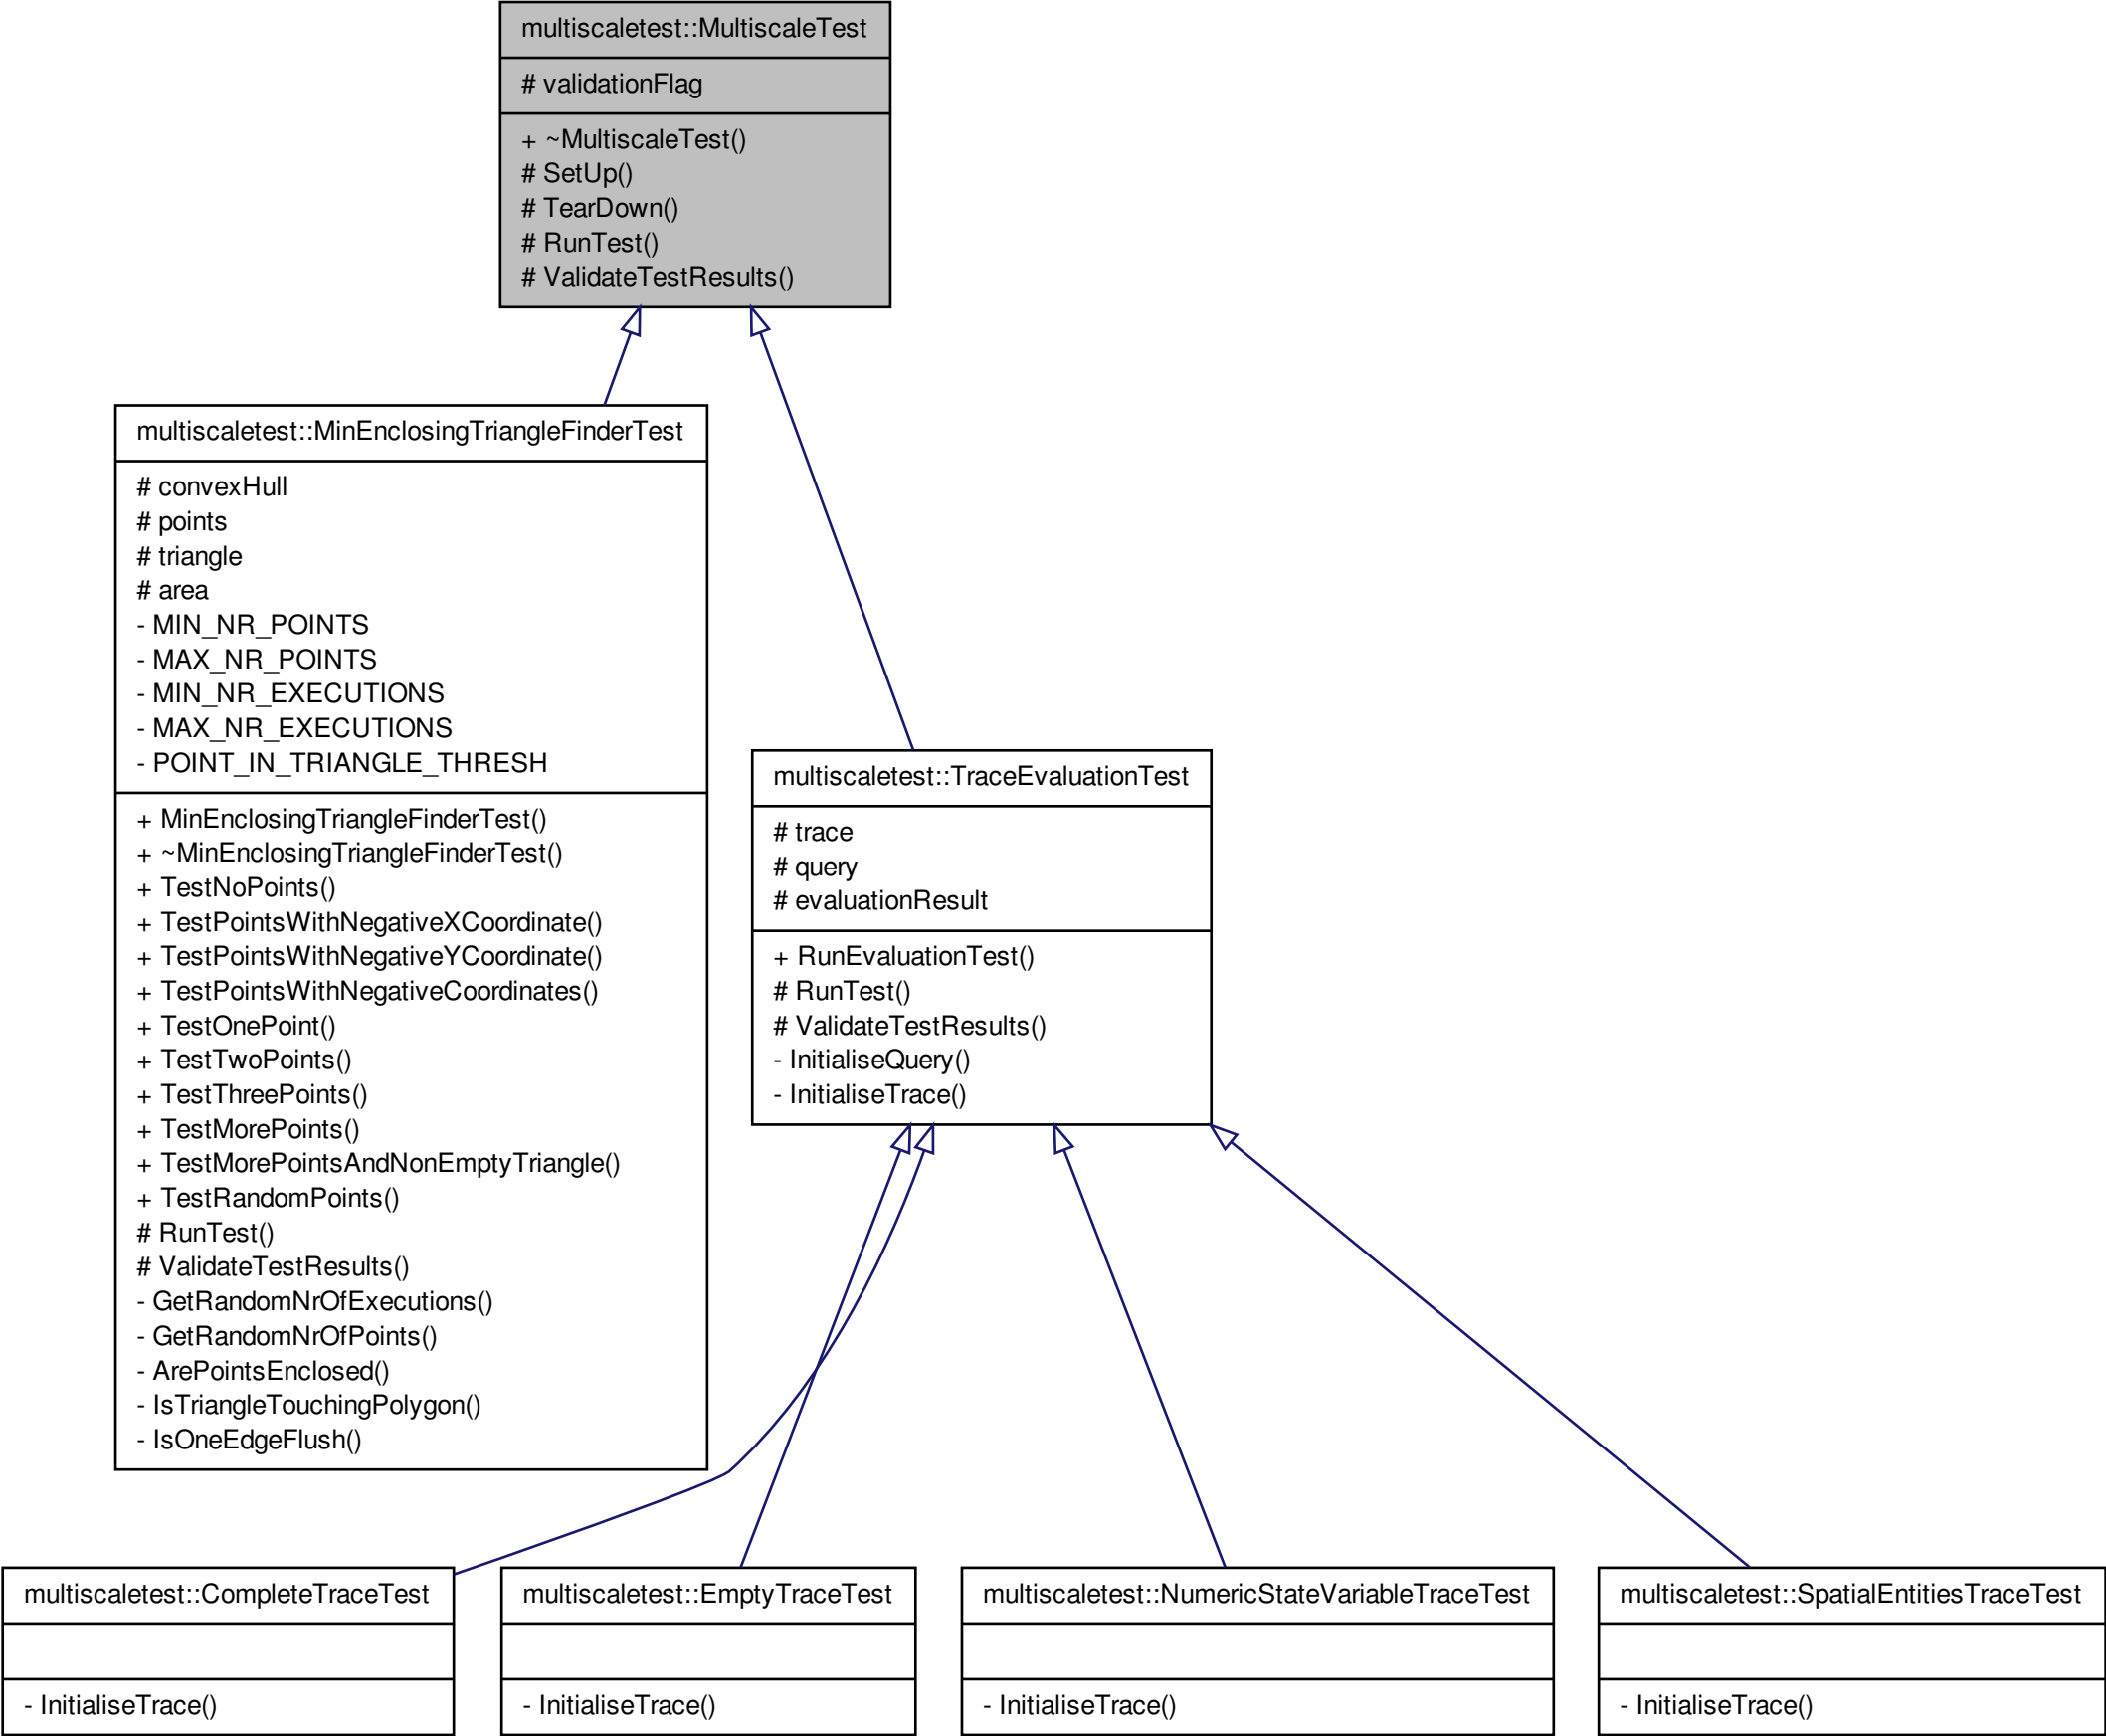 multiscaletest::MultiscaleTest
# validationFlag
+ ~MultiscaleTest()
# SetUp()
# TearDown()
# RunTest()
# ValidateTestResults()
multiscaletest::MinEnclosingTriangleFinderTest
# convexHull
# points
# triangle
# area
- MIN_NR_POINTS
- MAX_NR_POINTS
- MIN_NR_EXECUTIONS
- MAX_NR_EXECUTIONS
- POINT_IN_TRIANGLE_THRESH
+ MinEnclosingTriangleFinderTest()
+ ~MinEnclosingTriangleFinderTest()
+ TestNoPoints()
+ TestPointsWithNegativeXCoordinate()
+ TestPointsWithNegativeYCoordinate()
+ TestPointsWithNegativeCoordinates()
+ TestOnePoint()
+ TestTwoPoints()
+ TestThreePoints()
+ TestMorePoints()
+ TestMorePointsAndNonEmptyTriangle()
+ TestRandomPoints()
# RunTest()
# ValidateTestResults()
- GetRandomNrOfExecutions()
- GetRandomNrOfPoints()
- ArePointsEnclosed()
- IsTriangleTouchingPolygon()
- IsOneEdgeFlush()
multiscaletest::TraceEvaluationTest
# trace
# query
# evaluationResult
+ RunEvaluationTest()
# RunTest()
# ValidateTestResults()
- InitialiseQuery()
- InitialiseTrace()
multiscaletest::CompleteTraceTest
- InitialiseTrace()
multiscaletest::EmptyTraceTest
- InitialiseTrace()
multiscaletest::NumericStateVariableTraceTest
- InitialiseTrace()
multiscaletest::SpatialEntitiesTraceTest
- InitialiseTrace()